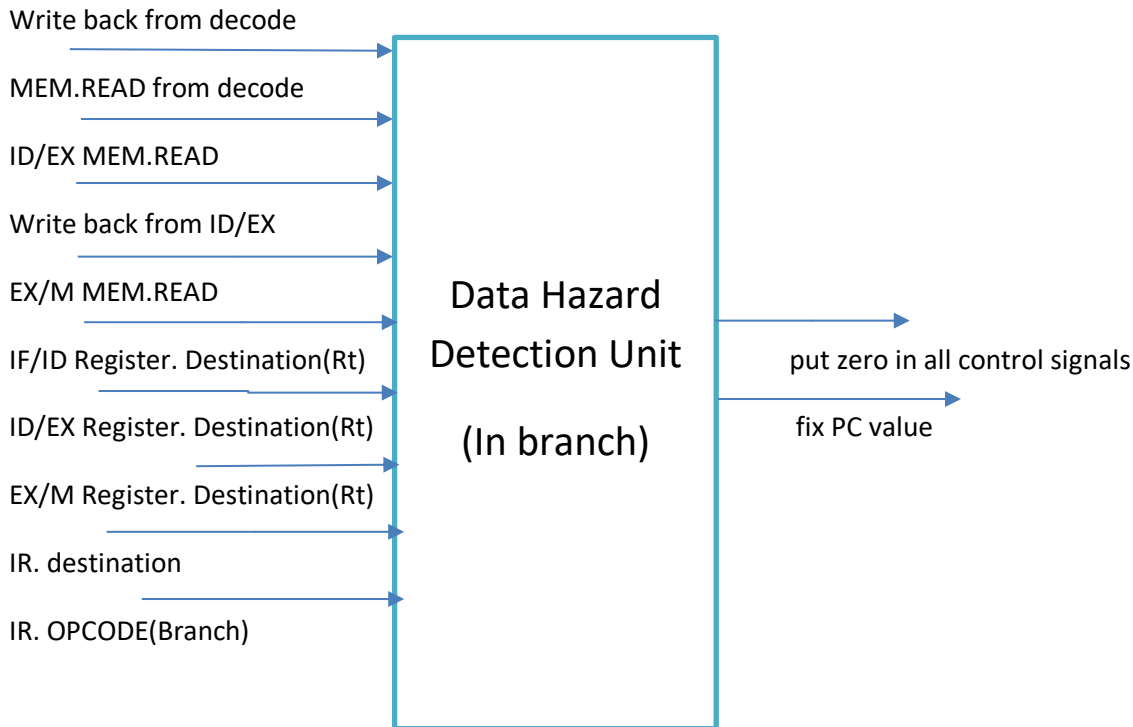 Write back from decode
MEM.READ from decode
ID/EX MEM.READ
Write back from ID/EX
EX/M MEM.READ
IF/ID Register. Destination(Rt)
ID/EX Register. Destination(Rt)
EX/M Register. Destination(Rt)
IR. destination
IR. OPCODE(Branch)
Data Hazard
Detection Unit
(In branch)
put zero in all control signals
fix PC value